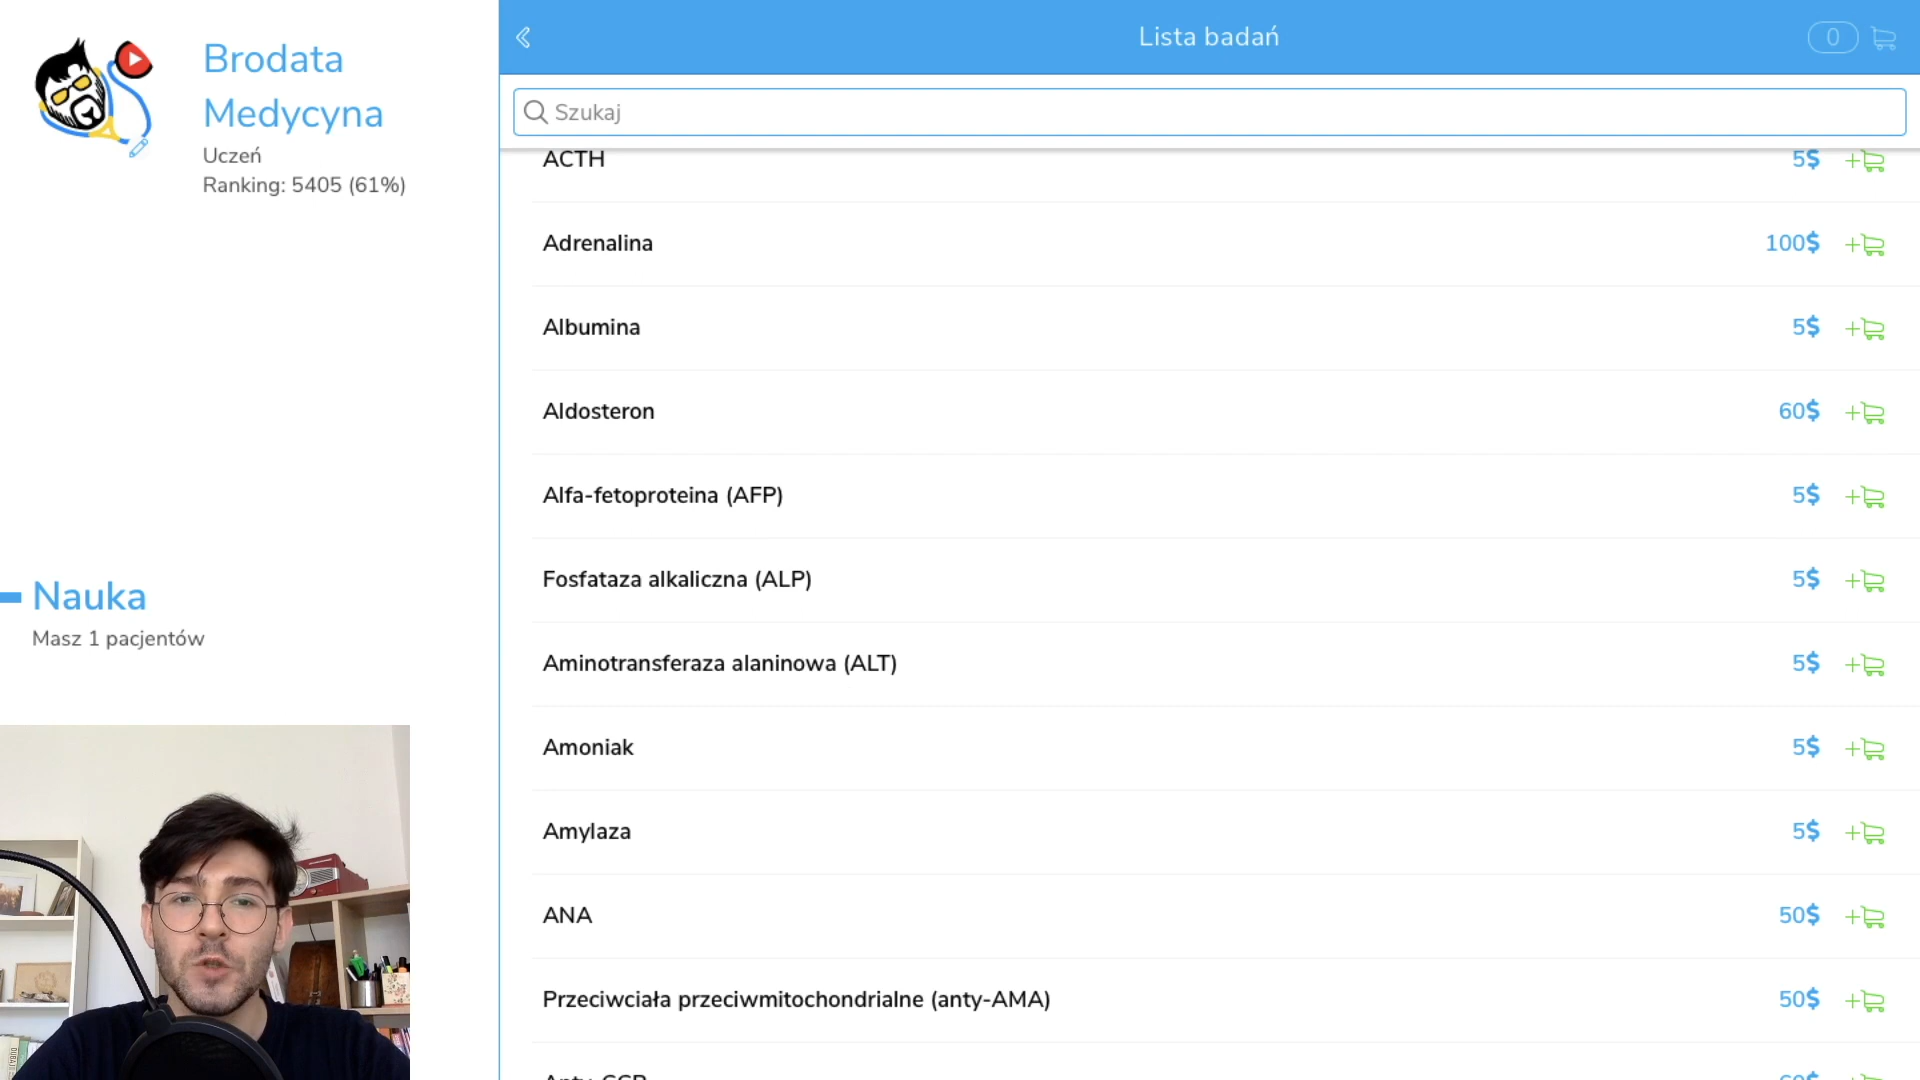 Brodata
Medycyna
Uczeń
Ranking: 5405 (61%)
Nauka
Masz 1 pacjentów
Lista badań
0
Szukaj
ACTH 5$
Adrenalina 100$
Albumina 5$
Aldosteron 60$
Alfa-fetoproteina (AFP) 5$
Fosfataza alkaliczna (ALP) 5$
Aminotransferaza alaninowa (ALT) 5$
Amoniak 5$
Amylaza 5$
ANA 50$
Przeciwciała przeciwmitochondrialne (anty-AMA) 50$